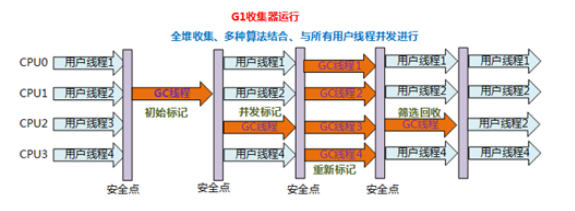 G1收集器运行
全堆收集、多种算法结合、与所有用户线程并发进行
CPU0 用户线程1 用户线程1 GC线程1 用户线程1 用户线程1
CPU1 用户线程2 GC线程 用户线程2 GC线程2 用户线程2 用户线程2
初始标记 并发标记 筛选回收
CPU2 用户线程3 GC线程 GC线程3 GC线程 用户线程2
CPU3 用户线程4 用户线程4 GC线程4 用户线程4 用户线程4
重新标记
安全点 安全点 安全点 安全点